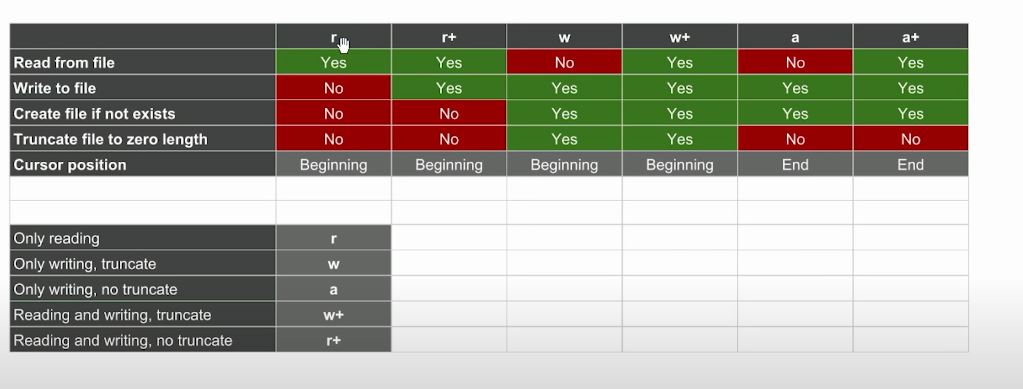 r r+ w w+ a a+
Read from file Yes Yes No Yes No Yes
Write to file No Yes Yes Yes Yes Yes
Create file if not exists No No Yes Yes Yes Yes
Truncate file to zero length No No Yes Yes No No
Cursor position Beginning Beginning Beginning Beginning End End
Only reading r
Only writing, truncate w
Only writing, no truncate a
Reading and writing, truncate w+
Reading and writing, no truncate r+